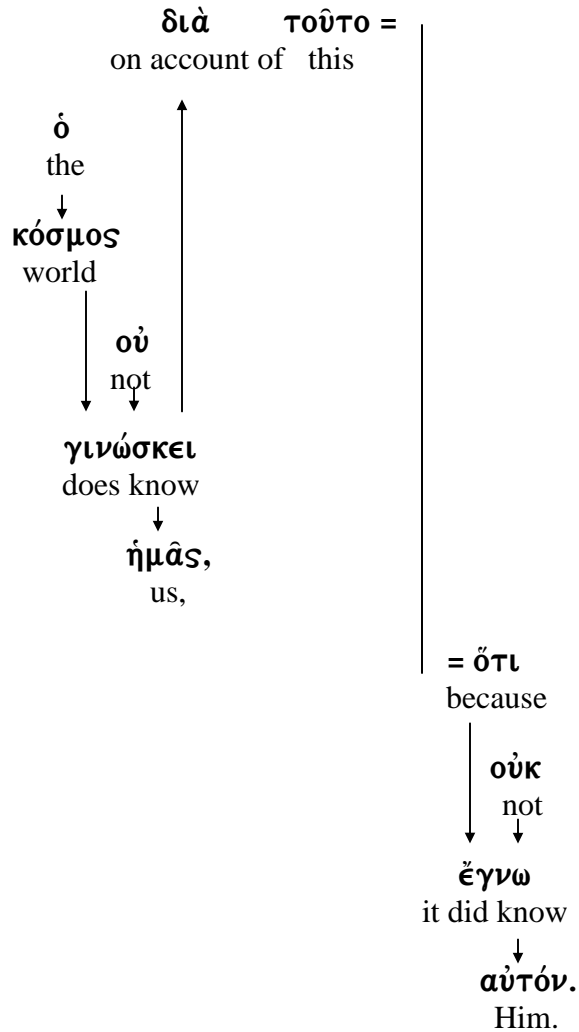 διὰ τοῦτο =
on account of this
ὁ
the
κόσμος
world
οὐ
not
γινώσκει
does know
ἡμᾶς,
us,
= ὅτι
because
οὐκ
not
ἔγνω
it did know
αὐτόν.
Him.